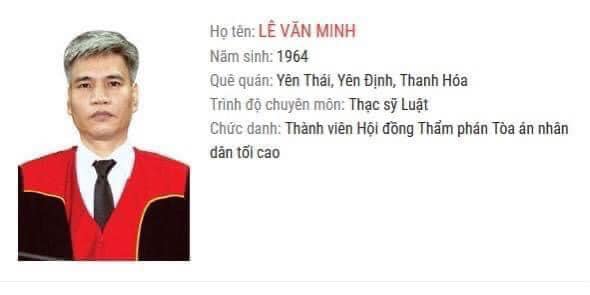 Họ tên: LÊ VĂN MINH
Năm sinh: 1964
Quê quán: Yên Thái, Yên Định, Thanh Hóa
Trình độ chuyên môn: Thạc sỹ Luật
Chức danh: Thành viên Hội đồng Thẩm phán Tòa án nhân
dân tối cao